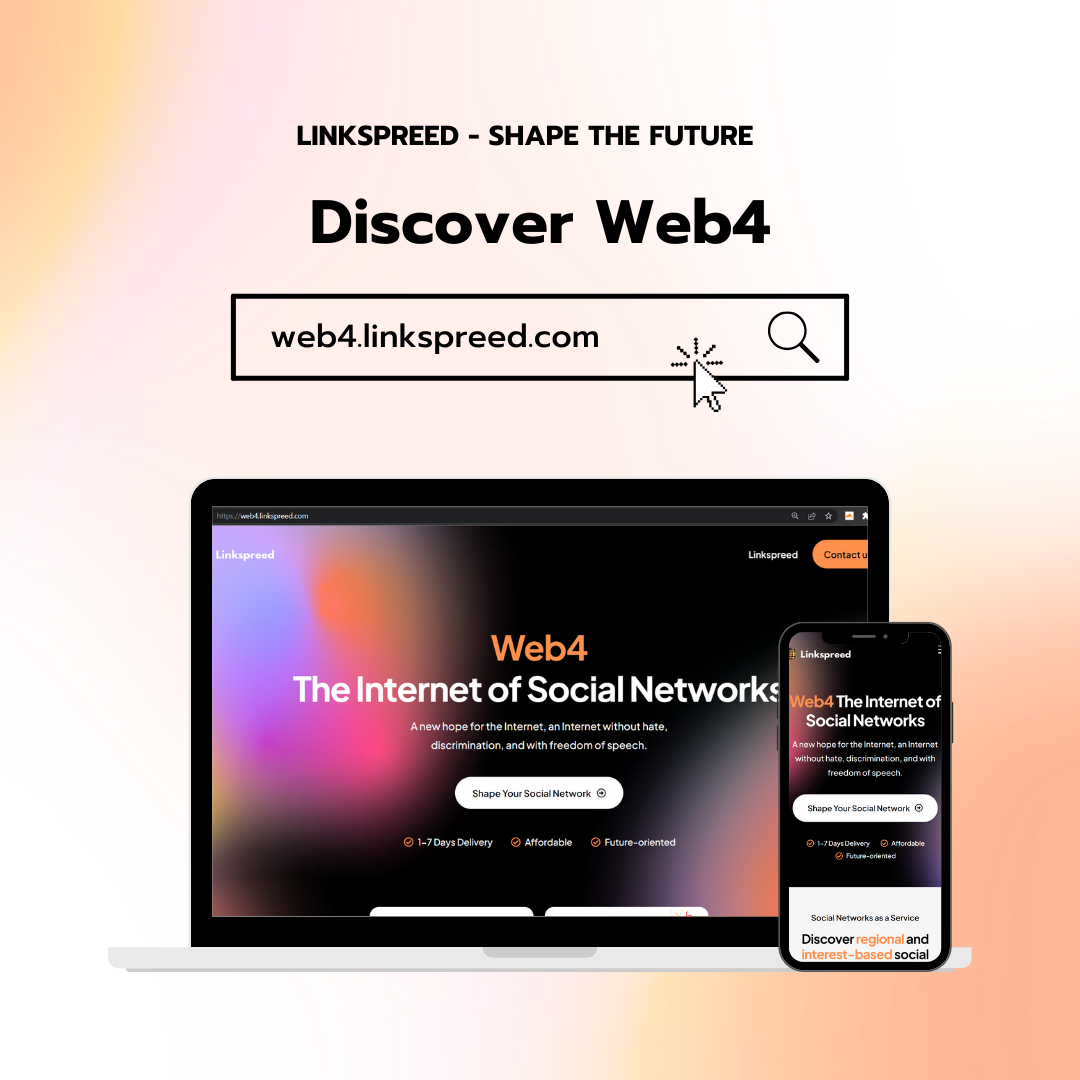 LINKSPREED - SHAPE THE FUTURE
Discover Web4
web4.linkspreed.com
https://web4.linkspreed.com
Linkspreed
Linkspreed
Contact u
Web4
The Internet of Social Networks
A new hope for the Internet, an Internet without hate,
discrimination, and with freedom of speech.
Shape Your Social Network
1-7 Days Delivery
Affordable
Future-oriented
Linkspreed
Web4 The Internet of
Social Networks
A new hope for the Internet, an Internet
without hate, discrimination, and with
freedom of speech.
Shape Your Social Network
1-7 Days Delivery
Affordable
Future-oriented
Social Networks as a Service
Discover regional and
interest-based social